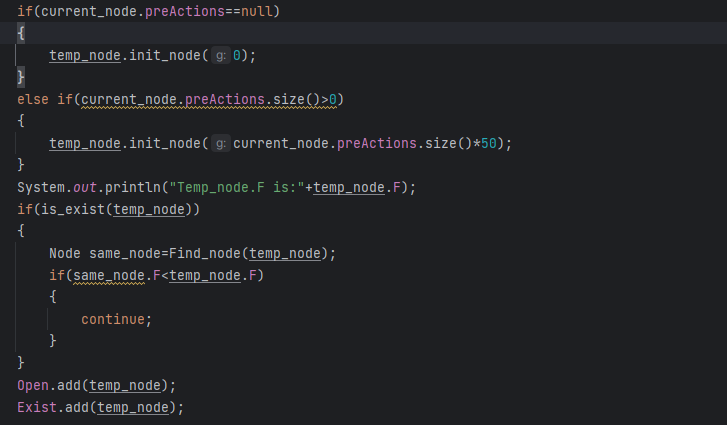 if(current_node.preActions==null)
{
temp_node.init_node( g: 0);
}
else if(current_node.preActions.size()>0)
{
temp_node.init_node( g: current_node.preActions.size()*50);
}
System.out.println("Temp_node.F is:"+temp_node.F);
if(is_exist(temp_node))
{
Node same_node=Find_node(temp_node);
if(same_node.F<temp_node.F)
{
continue;
}
}
Open.add(temp_node);
Exist.add(temp_node);